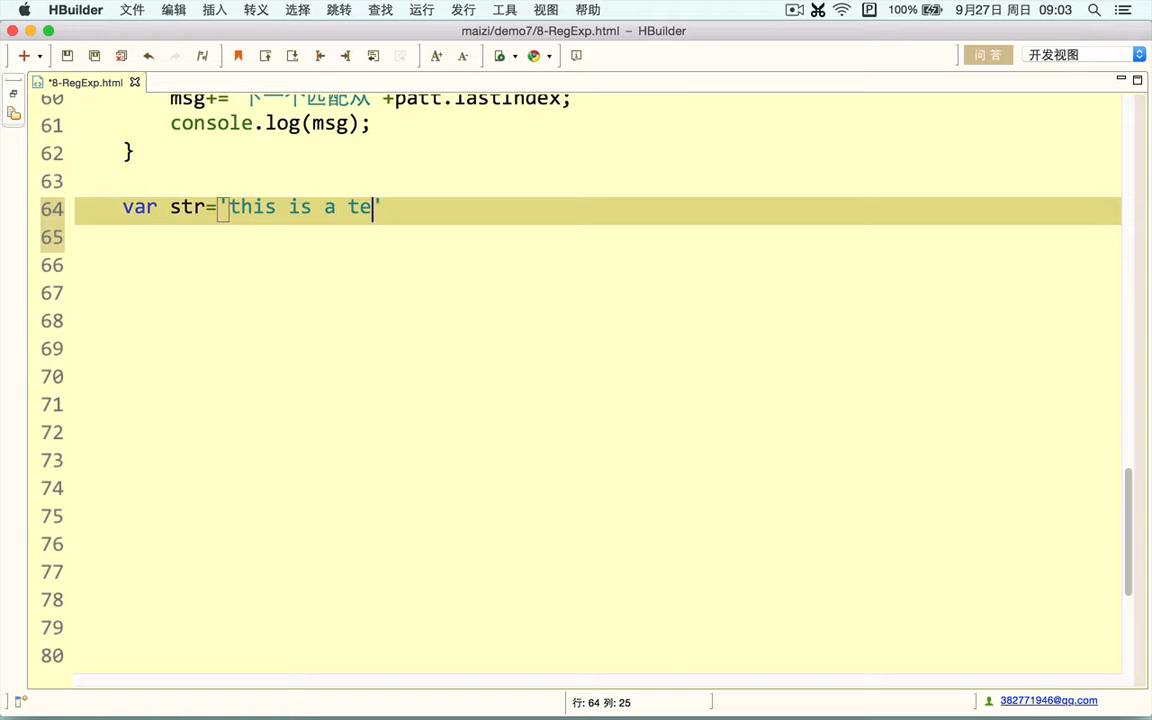 HBuilder 文件 编辑 插入 转义 选择 跳转 查找 运行 发行 工具 视图 帮助 100% 9月27日 周日 09:03
maizi/demo7/8-RegExp.html — HBuilder
A+ A- 问 答 开发视图
*8-RegExp.html
60 msg+='下一个匹配从'+patt.lastIndex;
61 console.log(msg);
62 }
63
64 var str='this is a te'
65
66
67
68
69
70
71
72
73
74
75
76
77
78
79
80
行: 64 列: 25 382771946@qq.com